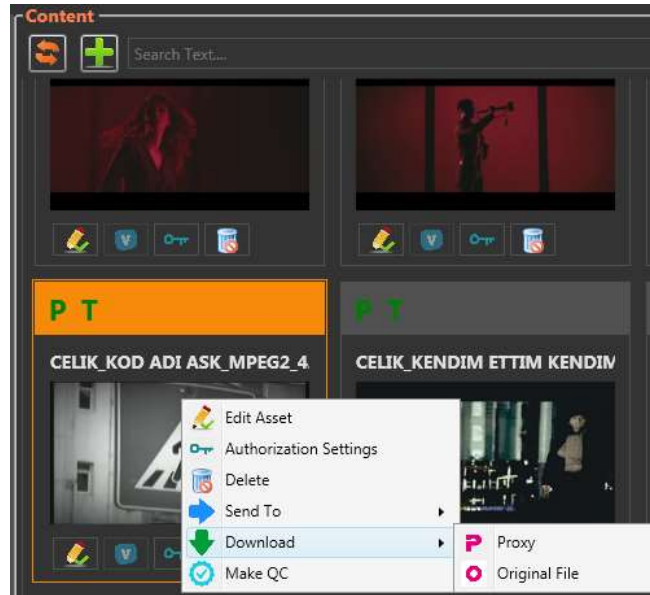 Content
Search Text....
V
V
P T
P T
CELIK_KOD ADI ASK_MPEG2_4
CELIK_KENDIM ETTIM KENDIM
Edit Asset
Authorization Settings
Delete
Send To
Download
Make QC
Proxy
Original File
V